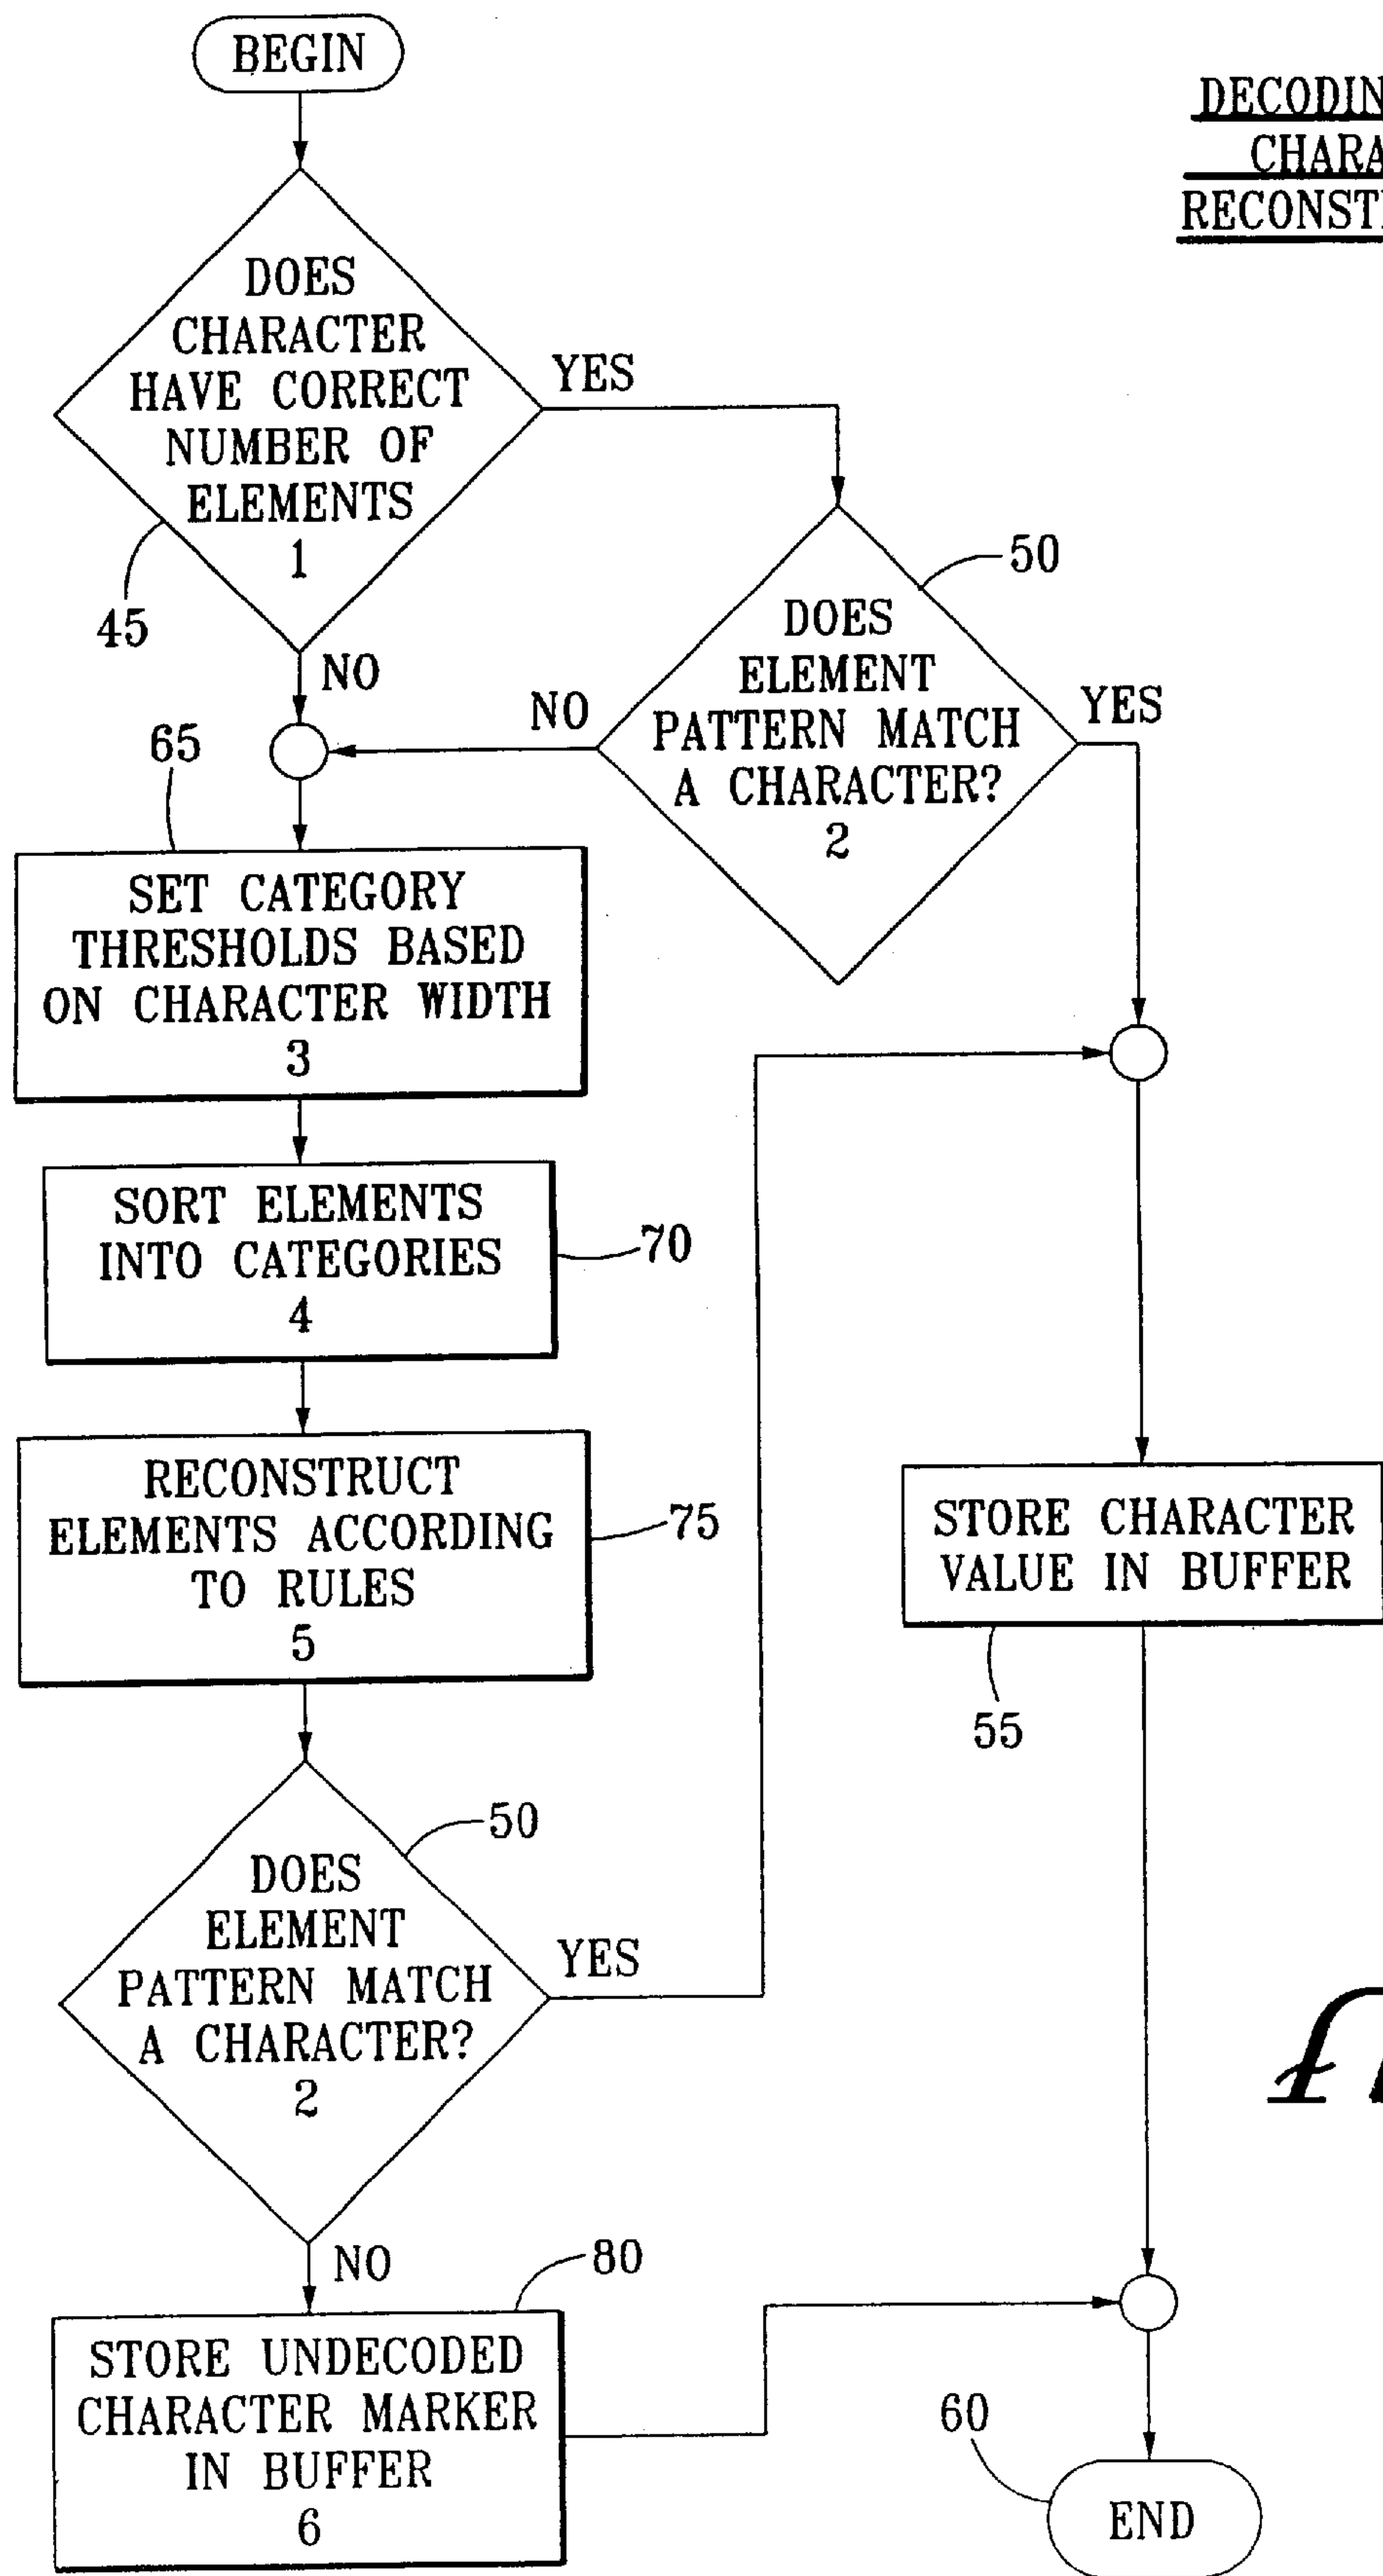 BEGIN
DOES
CHARACTER
HAVE CORRECT
NUMBER OF
ELEMENTS
1
45
YES
NO
50
DOES
ELEMENT
PATTERN MATCH
A CHARACTER?
2
NO
YES
65
SET CATEGORY
THRESHOLDS BASED
ON CHARACTER WIDTH
3
SORT ELEMENTS
INTO CATEGORIES
4
70
RECONSTRUCT
ELEMENTS ACCORDING
TO RULES
5
75
STORE CHARACTER
VALUE IN BUFFER
55
50
DOES
ELEMENT
PATTERN MATCH
A CHARACTER?
2
YES
NO
80
STORE UNDECODED
CHARACTER MARKER
IN BUFFER
6
60
END